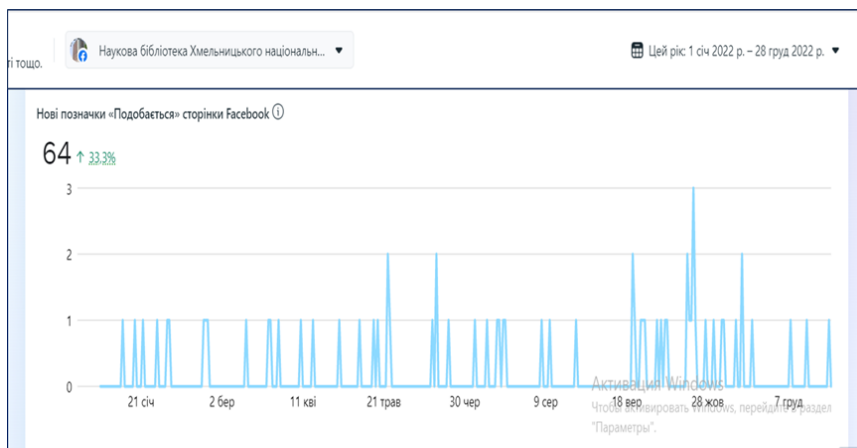 Наукова бібліотека Хмельницького національн...
Цей рік: 1 січ 2022 р. – 28 груд 2022 р.
ті тощо.
Нові позначки «Подобається» сторінки Facebook
64 ↑ 33,3%
3
2
1
0
21 січ 2 бер 11 кві 21 трав 30 чер 9 сер 18 вер 28 жов 7 груд
Активация Windows
Чтобы активировать Windows, перейдите в раздел
"Параметры".